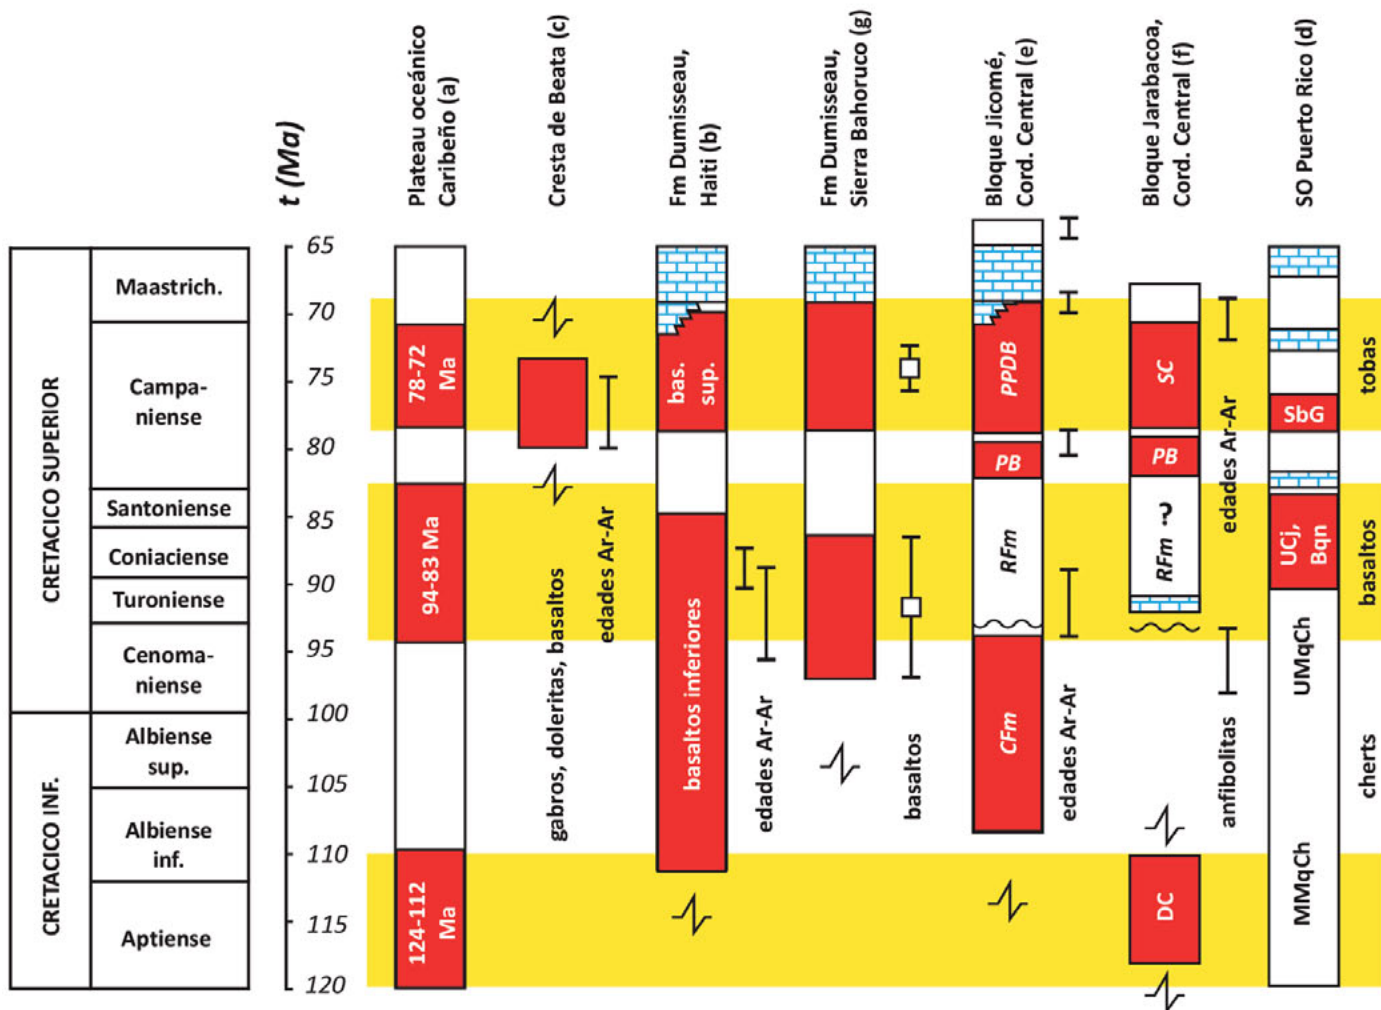 t (Ma)
Plateau oceánico
Caribeño (a)
Cresta de Beata (c)
Fm Dumisseau,
Haiti (b)
Fm Dumisseau,
Sierra Bahoruco (g)
Bloque Jicomé,
Cord. Central (e)
Bloque Jarabacoa,
Cord. Central (f)
SO Puerto Rico (d)
CRETACICO SUPERIOR
Maastrich.
Campa-
niense
Santoniense
Coniaciense
Turoniense
Cenoma-
niense
CRETACICO INF.
Albiense
sup.
Albiense
inf.
Aptiense
65
70
75
80
85
90
95
100
105
110
115
120
78-72
Ma
94-83 Ma
124-112
Ma
gabros, doleritas, basaltos
edades Ar-Ar
bas.
sup.
basaltos inferiores
edades Ar-Ar
basaltos
PPDB
PB
RFm
CFm
edades Ar-Ar
SC
PB
RFm ?
DC
edades Ar-Ar
anfibolitas
SbG
UCj,
Bqn
UMqCh
MMqCh
tobas
basaltos
cherts